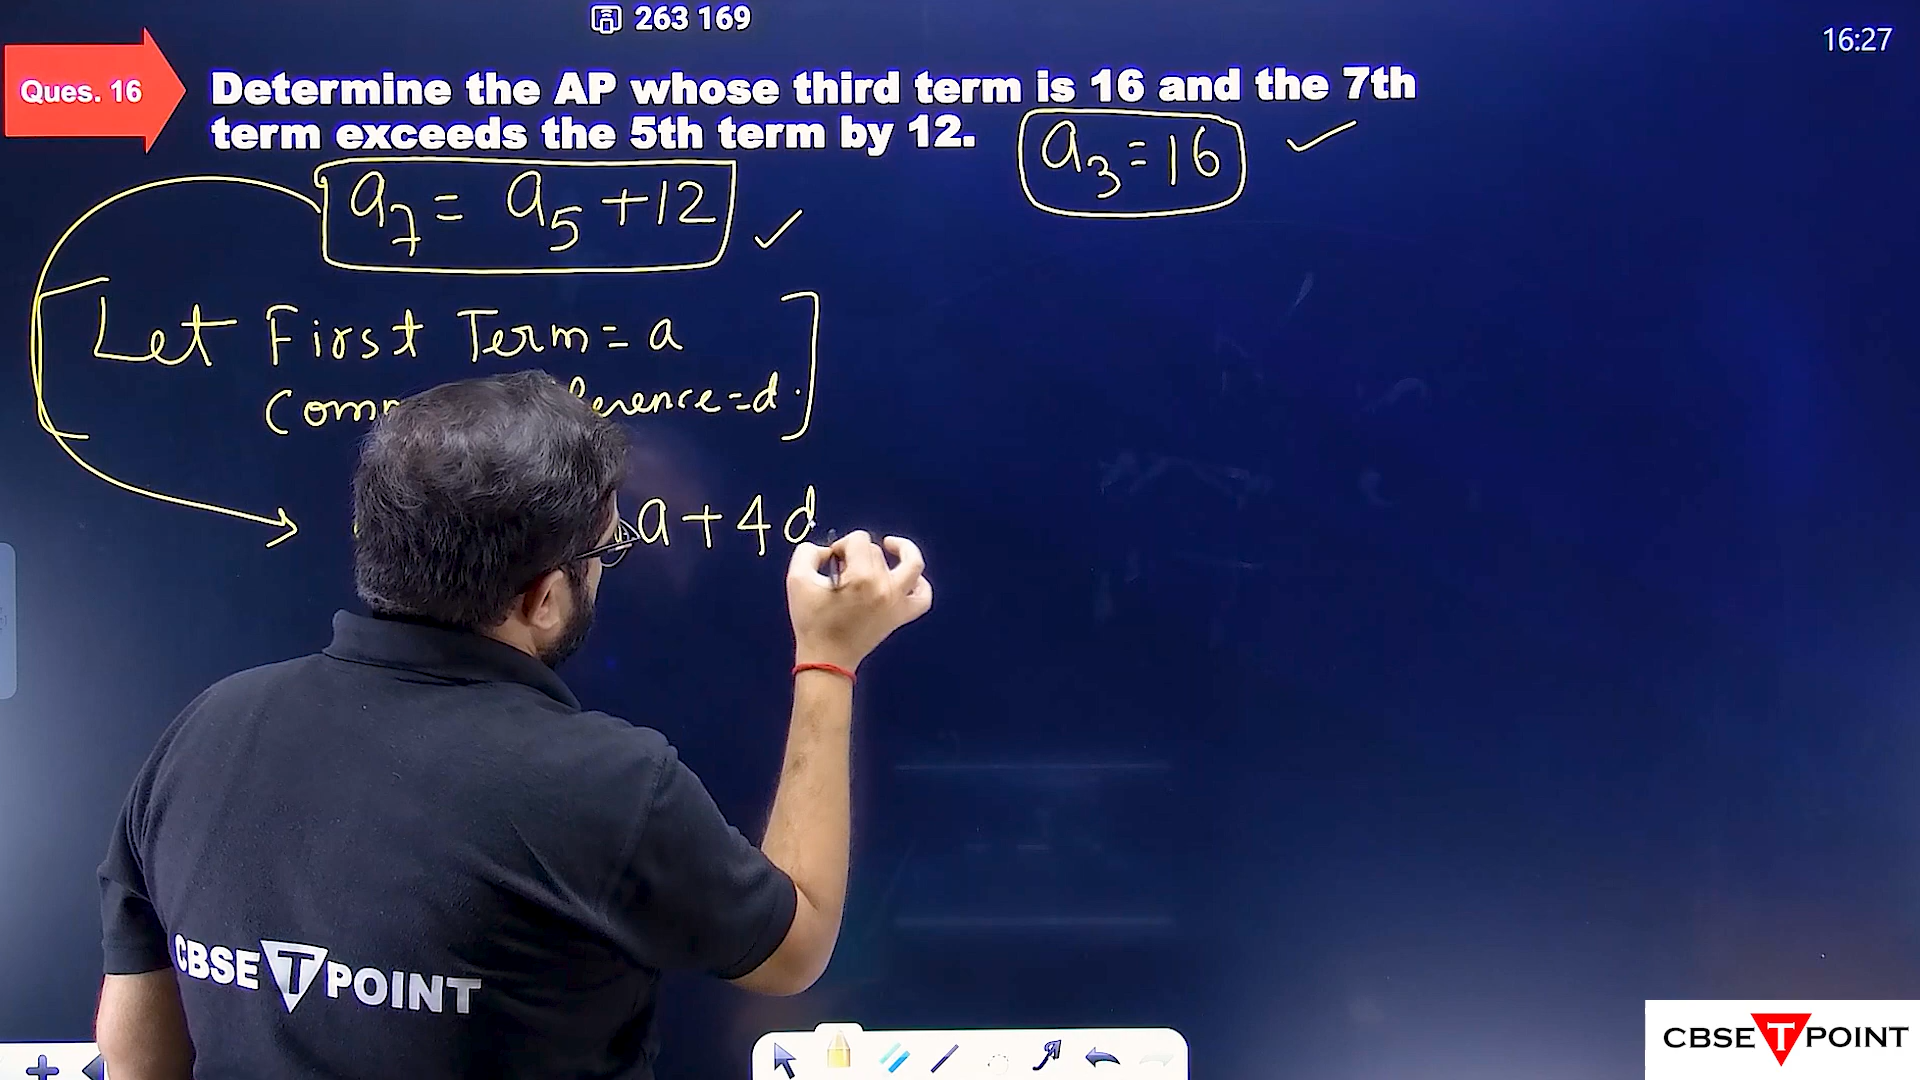 263 169
16:27
Ques. 16
Determine the AP whose third term is 16 and the 7th
term exceeds the 5th term by 12.
a₃ = 16
a₇ = a₅ + 12
Let First Term = a
= d.
a + 4d
CBSE T POINT
CBSE T POINT